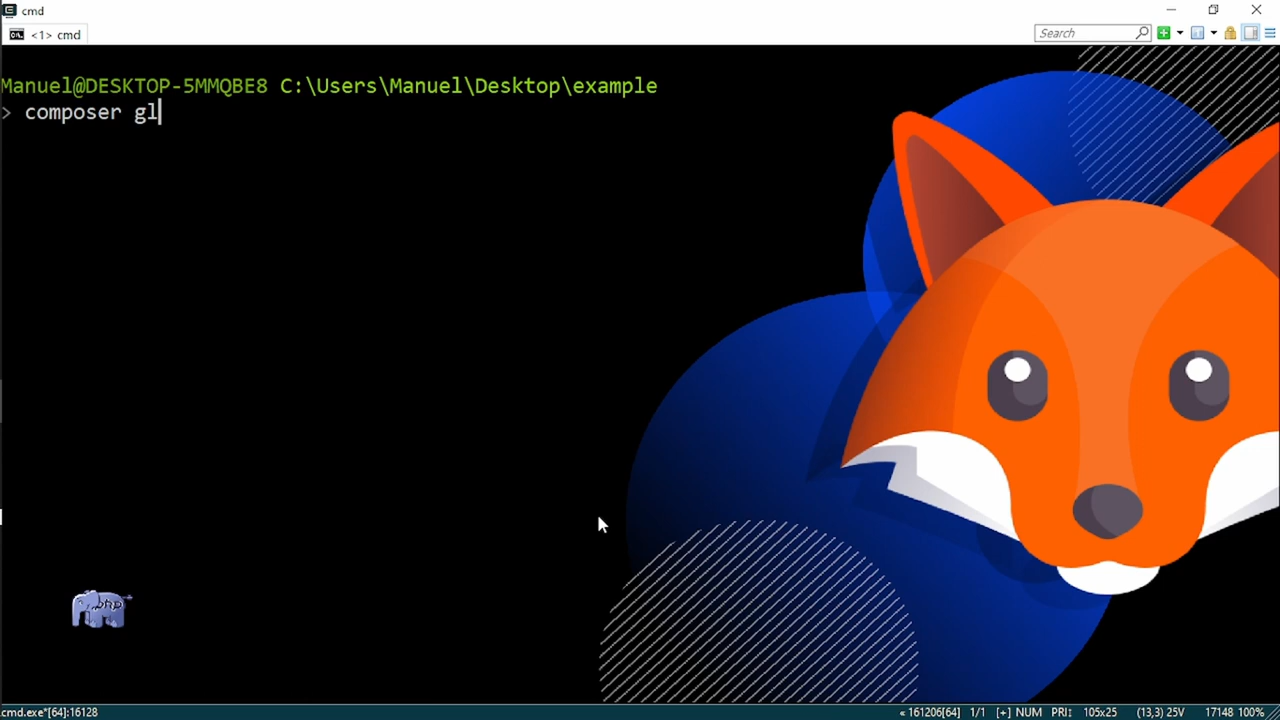 cmd
<1> cmd
Search
Manuel@DESKTOP-5MMQBE8 C:\Users\Manuel\Desktop\example
> composer gl
php
cmd.exe*[64]:16128
« 161206[64] 1/1 [+] NUM PRI↕ 105x25 (13,3) 25V 17148 100%